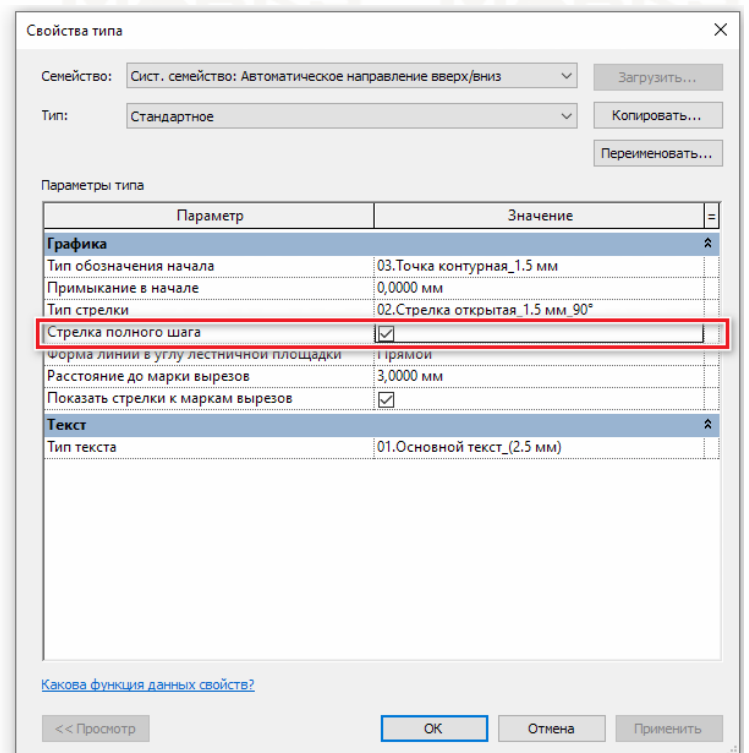 Свойства типа
Семейство: Сист. семейство: Автоматическое направление вверх/вниз Загрузить...
Тип: Стандартное Копировать...
Переименовать...
Параметры типа
Параметр Значение =
Графика
Тип обозначения начала 03.Точка контурная_1.5 мм
Примыкание в начале 0,0000 мм
Тип стрелки 02.Стрелка открытая_1.5 мм_90°
Стрелка полного шага
Форма линии в углу лестничной площадки Прямой
Расстояние до марки вырезов 3,0000 мм
Показать стрелки к маркам вырезов
Текст
Тип текста 01.Основной текст_(2.5 мм)
Какова функция данных свойств?
<< Просмотр ОК Отмена Применить